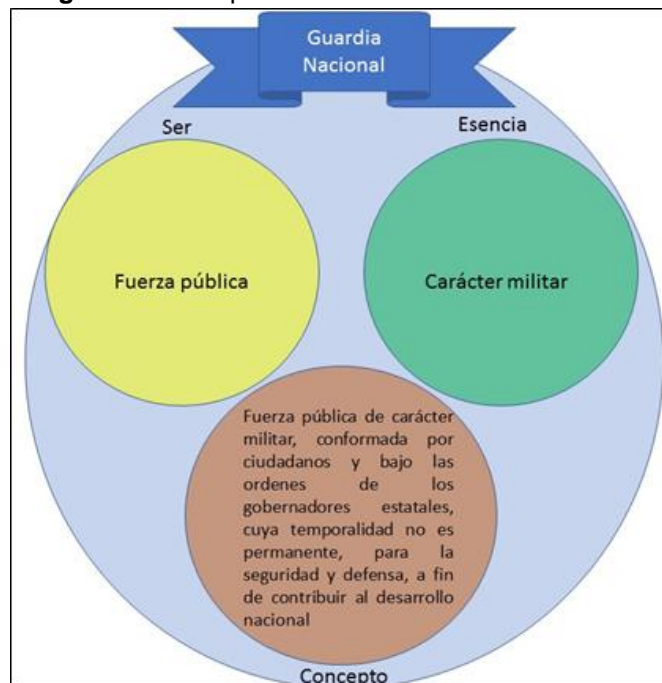 Guardia
Nacional
Ser
Esencia
Fuerza pública
Carácter militar
Fuerza pública de carácter
militar, conformada por
ciudadanos y bajo las
ordenes de los
gobernadores estatales,
cuya temporalidad no es
permanente, para la
seguridad y defensa, a fin
de contribuir al desarrollo
nacional
Concepto